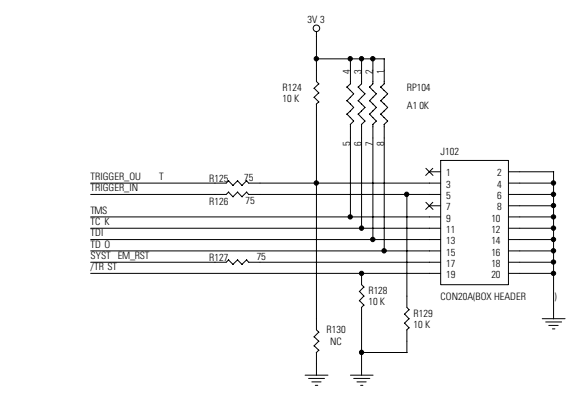 3V 3
R124
10 K
4
3
2
1
RP104
A1 0K
5
6
7
8
J102
TRIGGER_OU T
R125 75
TRIGGER_IN
R126 75
TMS
TC K
TDI
TD O
SYST EM_RST
R127 75
/TR ST
1 2
3 4
5 6
7 8
9 10
11 12
13 14
15 16
17 18
19 20
CON20A(BOX HEADER )
R128
10 K
R129
10 K
R130
NC